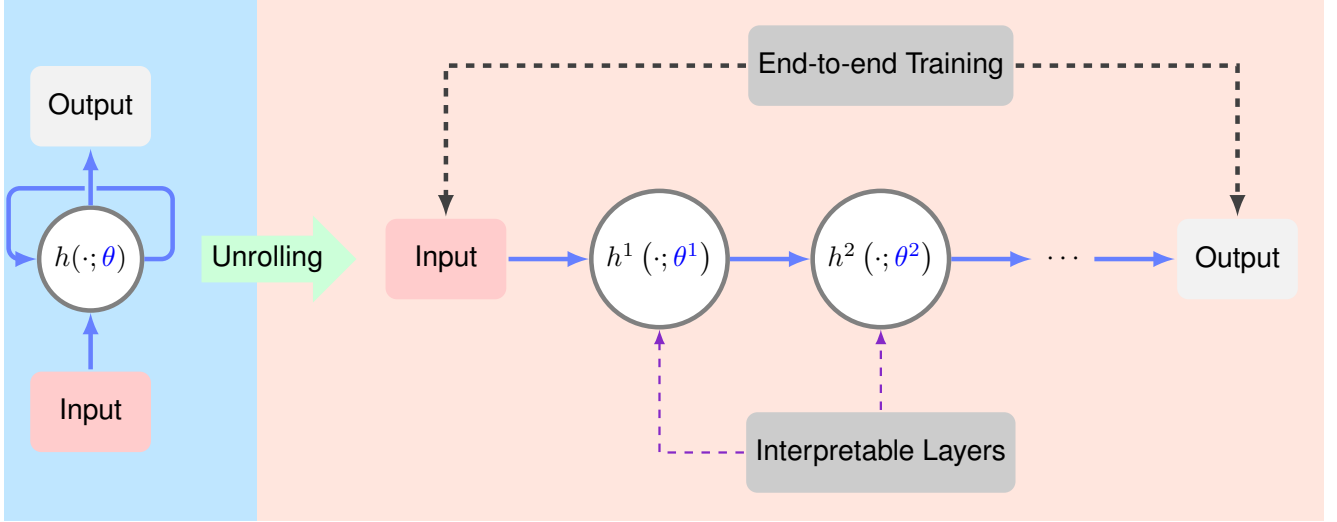 Output
h(·; θ)
Input
Unrolling
End-to-end Training
Input
h¹ (·; θ¹)
h² (·; θ²)
···
Output
Interpretable Layers